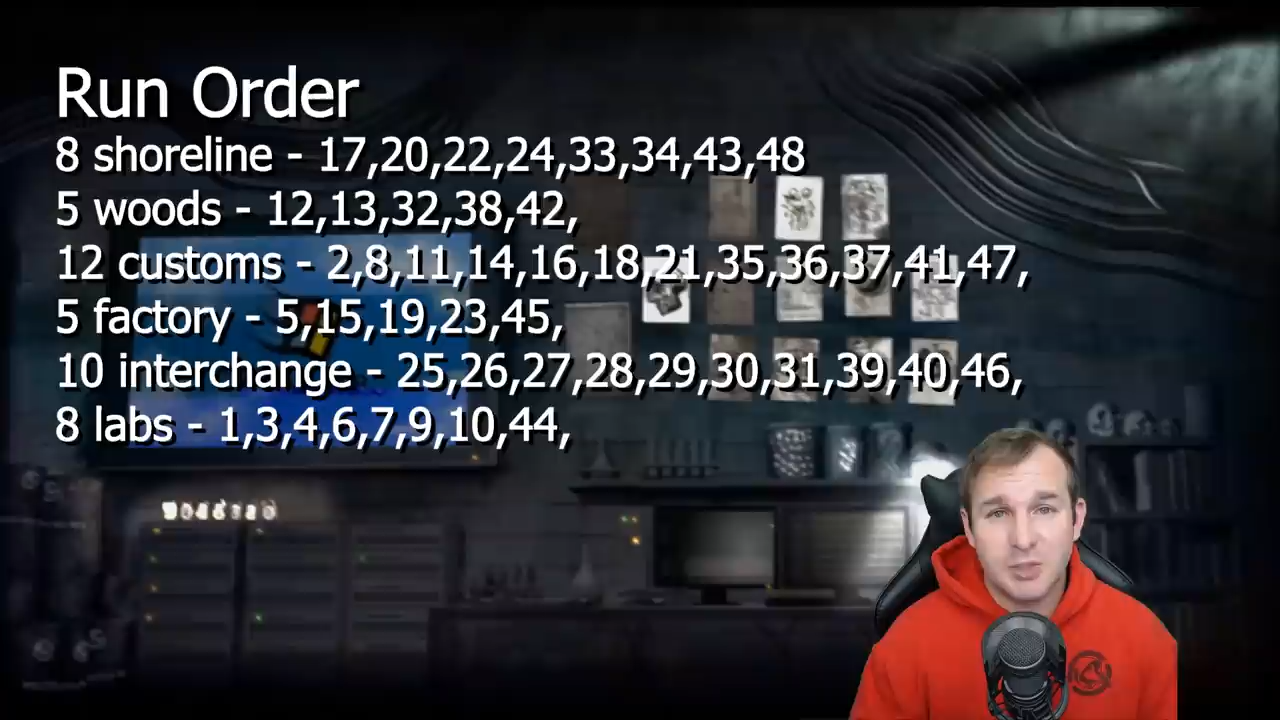 Run Order
8 shoreline - 17,20,22,24,33,34,43,48
5 woods - 12,13,32,38,42,
12 customs - 2,8,11,14,16,18,21,35,36,37,41,47,
5 factory - 5,15,19,23,45,
10 interchange - 25,26,27,28,29,30,31,39,40,46,
8 labs - 1,3,4,6,7,9,10,44,